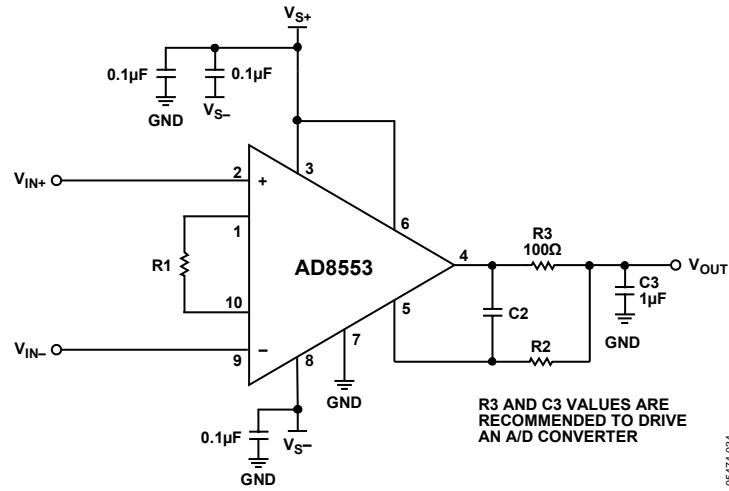 V_S+
0.1µF
0.1µF
GND
V_S–
V_IN+
2
+
3
1
6
R1
AD8553
4
R3
100Ω
V_OUT
C3
1µF
GND
C2
5
R2
10
7
V_IN–
9
–
8
GND
0.1µF
V_S–
GND
R3 AND C3 VALUES ARE
RECOMMENDED TO DRIVE
AN A/D CONVERTER
05474-034